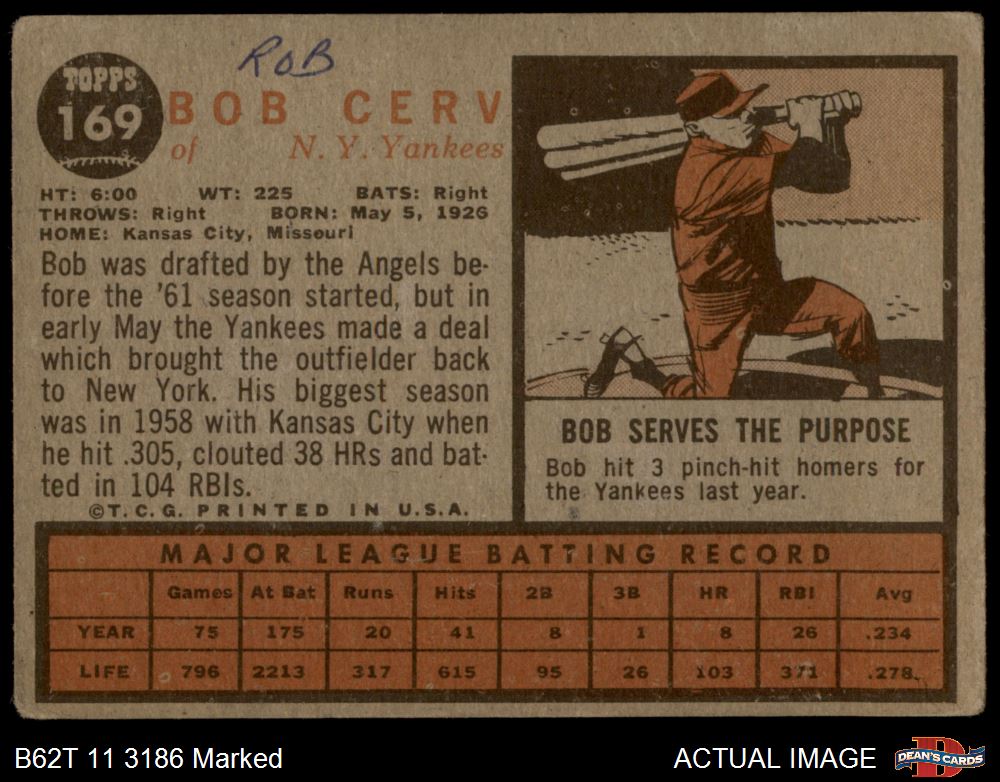 ROB
TOPPS
169
BOB CERV
of N. Y. Yankees
HT: 6:00 WT: 225 BATS: Right
THROWS: Right BORN: May 5, 1926
HOME: Kansas City, Missouri
Bob was drafted by the Angels be-
fore the '61 season started, but in
early May the Yankees made a deal
which brought the outfielder back
to New York. His biggest season
was in 1958 with Kansas City when
he hit .305, clouted 38 HRs and bat-
ted in 104 RBIs.
©T.C.G. PRINTED IN U.S.A.
BOB SERVES THE PURPOSE
Bob hit 3 pinch-hit homers for
the Yankees last year.
MAJOR LEAGUE BATTING RECORD
Games At Bat Runs Hits 2B 3B HR RBI Avg
YEAR 75 175 20 41 8 1 8 26 .234
LIFE 796 2213 317 615 95 26 103 371 .278
B62T 11 3186 Marked
ACTUAL IMAGE
D
DEAN'S CARDS